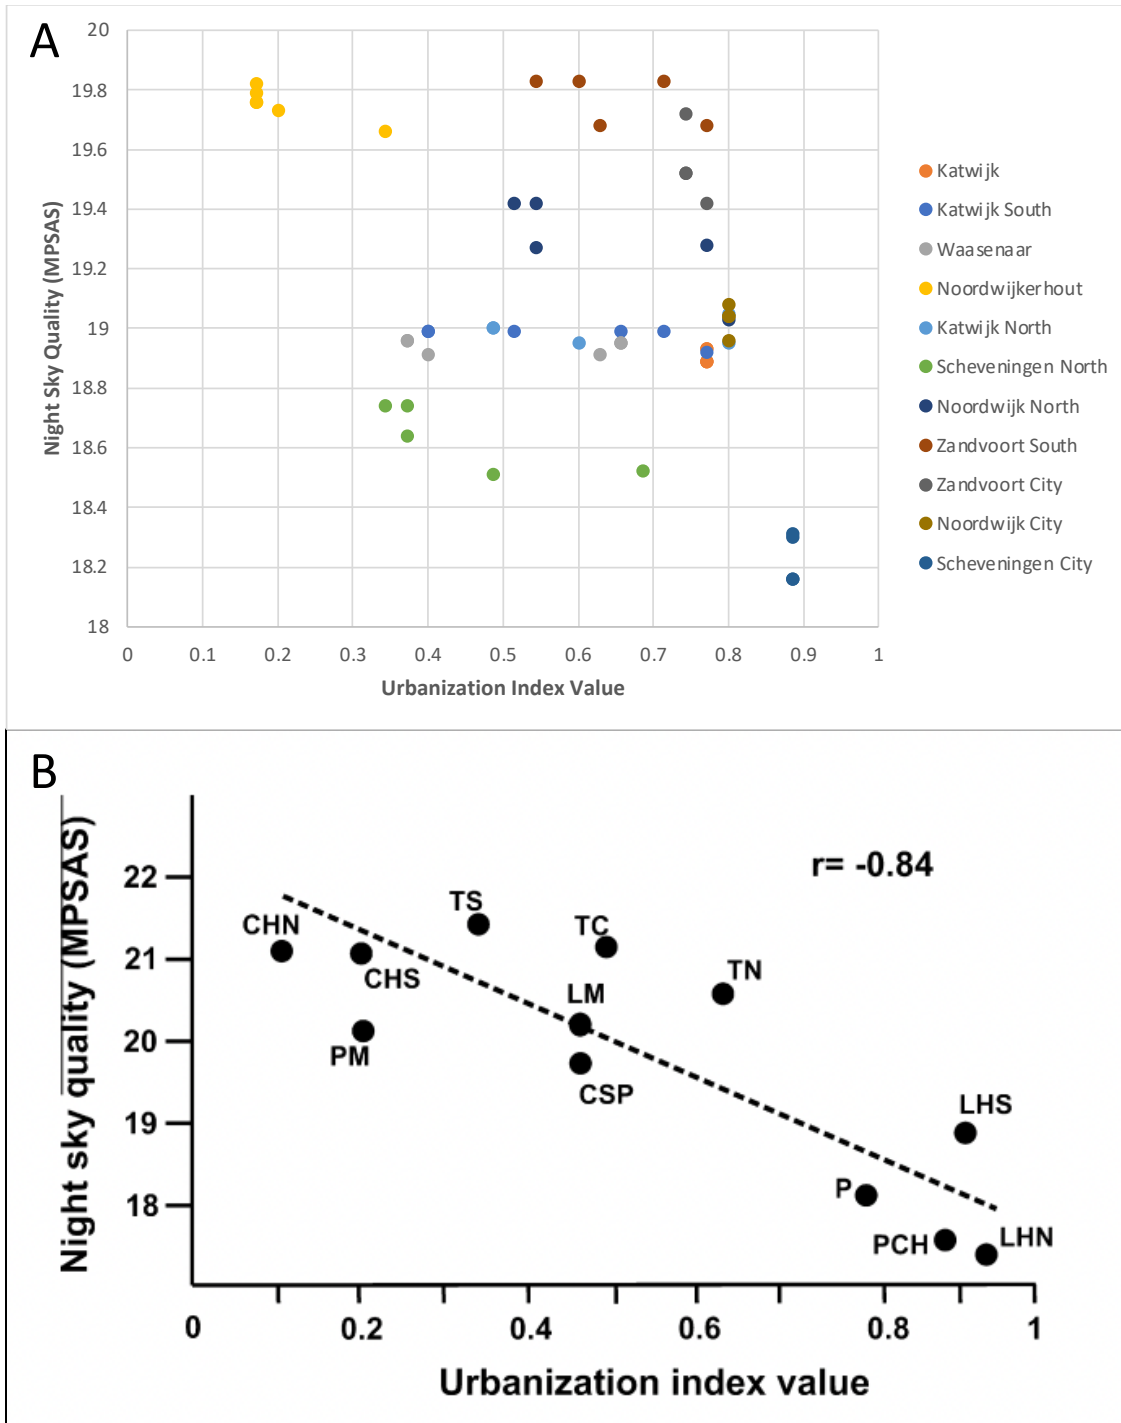 A
20
19.8
19.6
19.4
19.2
19
18.8
18.6
18.4
18.2
18
Night Sky Quality (MPSAS)
0 0.1 0.2 0.3 0.4 0.5 0.6 0.7 0.8 0.9 1
Urbanization Index Value
Katwijk
Katwijk South
Waasenaar
Noordwijkerhout
Katwijk North
Scheveningen North
Noordwijk North
Zandvoort South
Zandvoort City
Noordwijk City
Scheveningen City
B
Night sky quality (MPSAS)
r= -0.84
22
21
20
19
18
CHN
CHS
PM
TS
TC
LM
CSP
TN
LHS
P
PCH
LHN
0 0.2 0.4 0.6 0.8 1
Urbanization index value